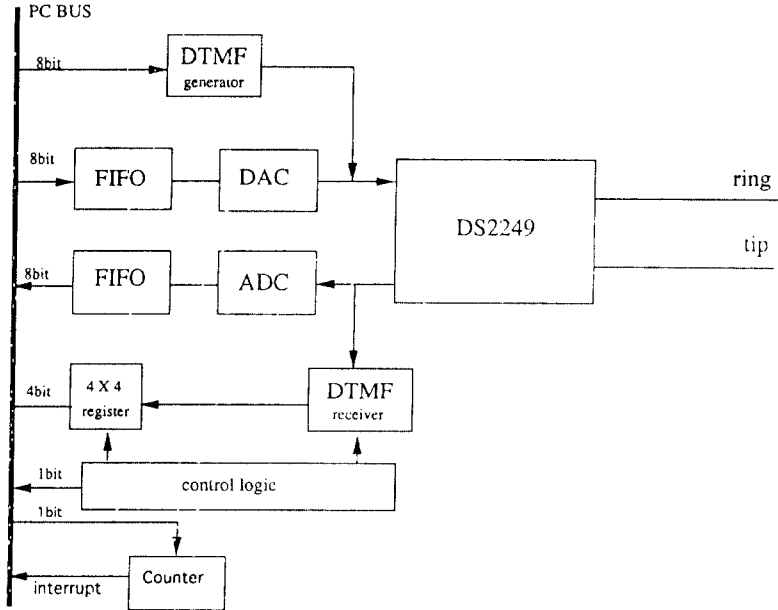 PC BUS
8bit
DTMF
generator
8bit
FIFO
DAC
ring
DS2249
tip
8bit
FIFO
ADC
4bit
4 X 4
register
DTMF
receiver
1bit
control logic
1bit
Counter
interrupt